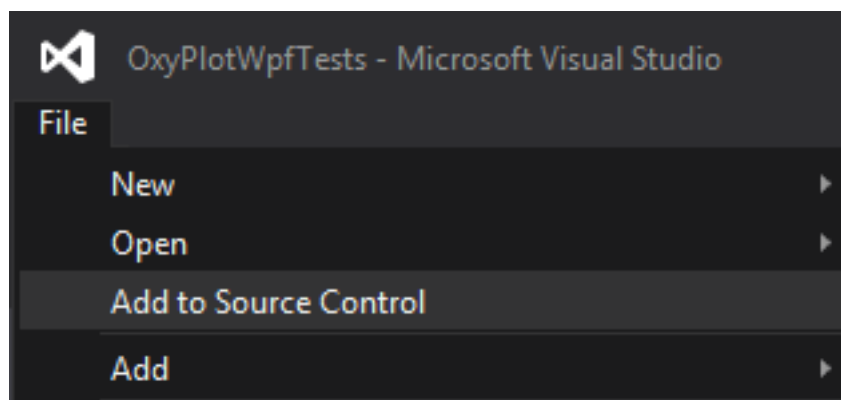 OxyPlotWpfTests - Microsoft Visual Studio
File
New
Open
Add to Source Control
Add